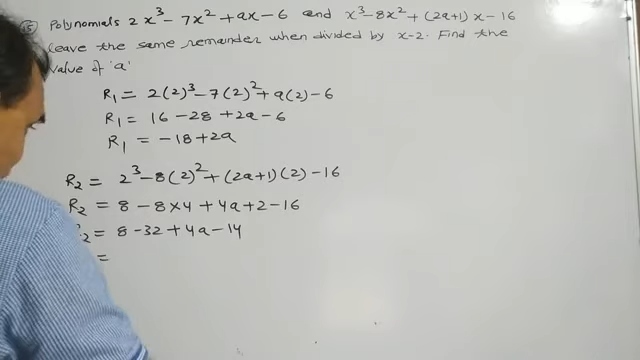 (15) Polynomials 2x³ - 7x² + ax - 6 and x³ - 8x² + (2a+1)x - 16
leave the same remainder when divided by x-2. Find the
value of 'a'
R₁ = 2(2)³ - 7(2)² + a(2) - 6
R₁ = 16 - 28 + 2a - 6
R₁ = -18 + 2a
R₂ = 2³ - 8(2)² + (2a+1)(2) - 16
R₂ = 8 - 8×4 + 4a + 2 - 16
R₂ = 8 - 32 + 4a - 14
=